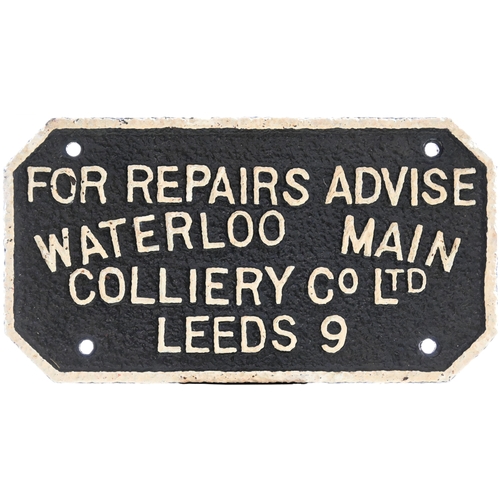 FOR REPAIRS ADVISE
WATERLOO MAIN
COLLIERY CO LTD
LEEDS 9